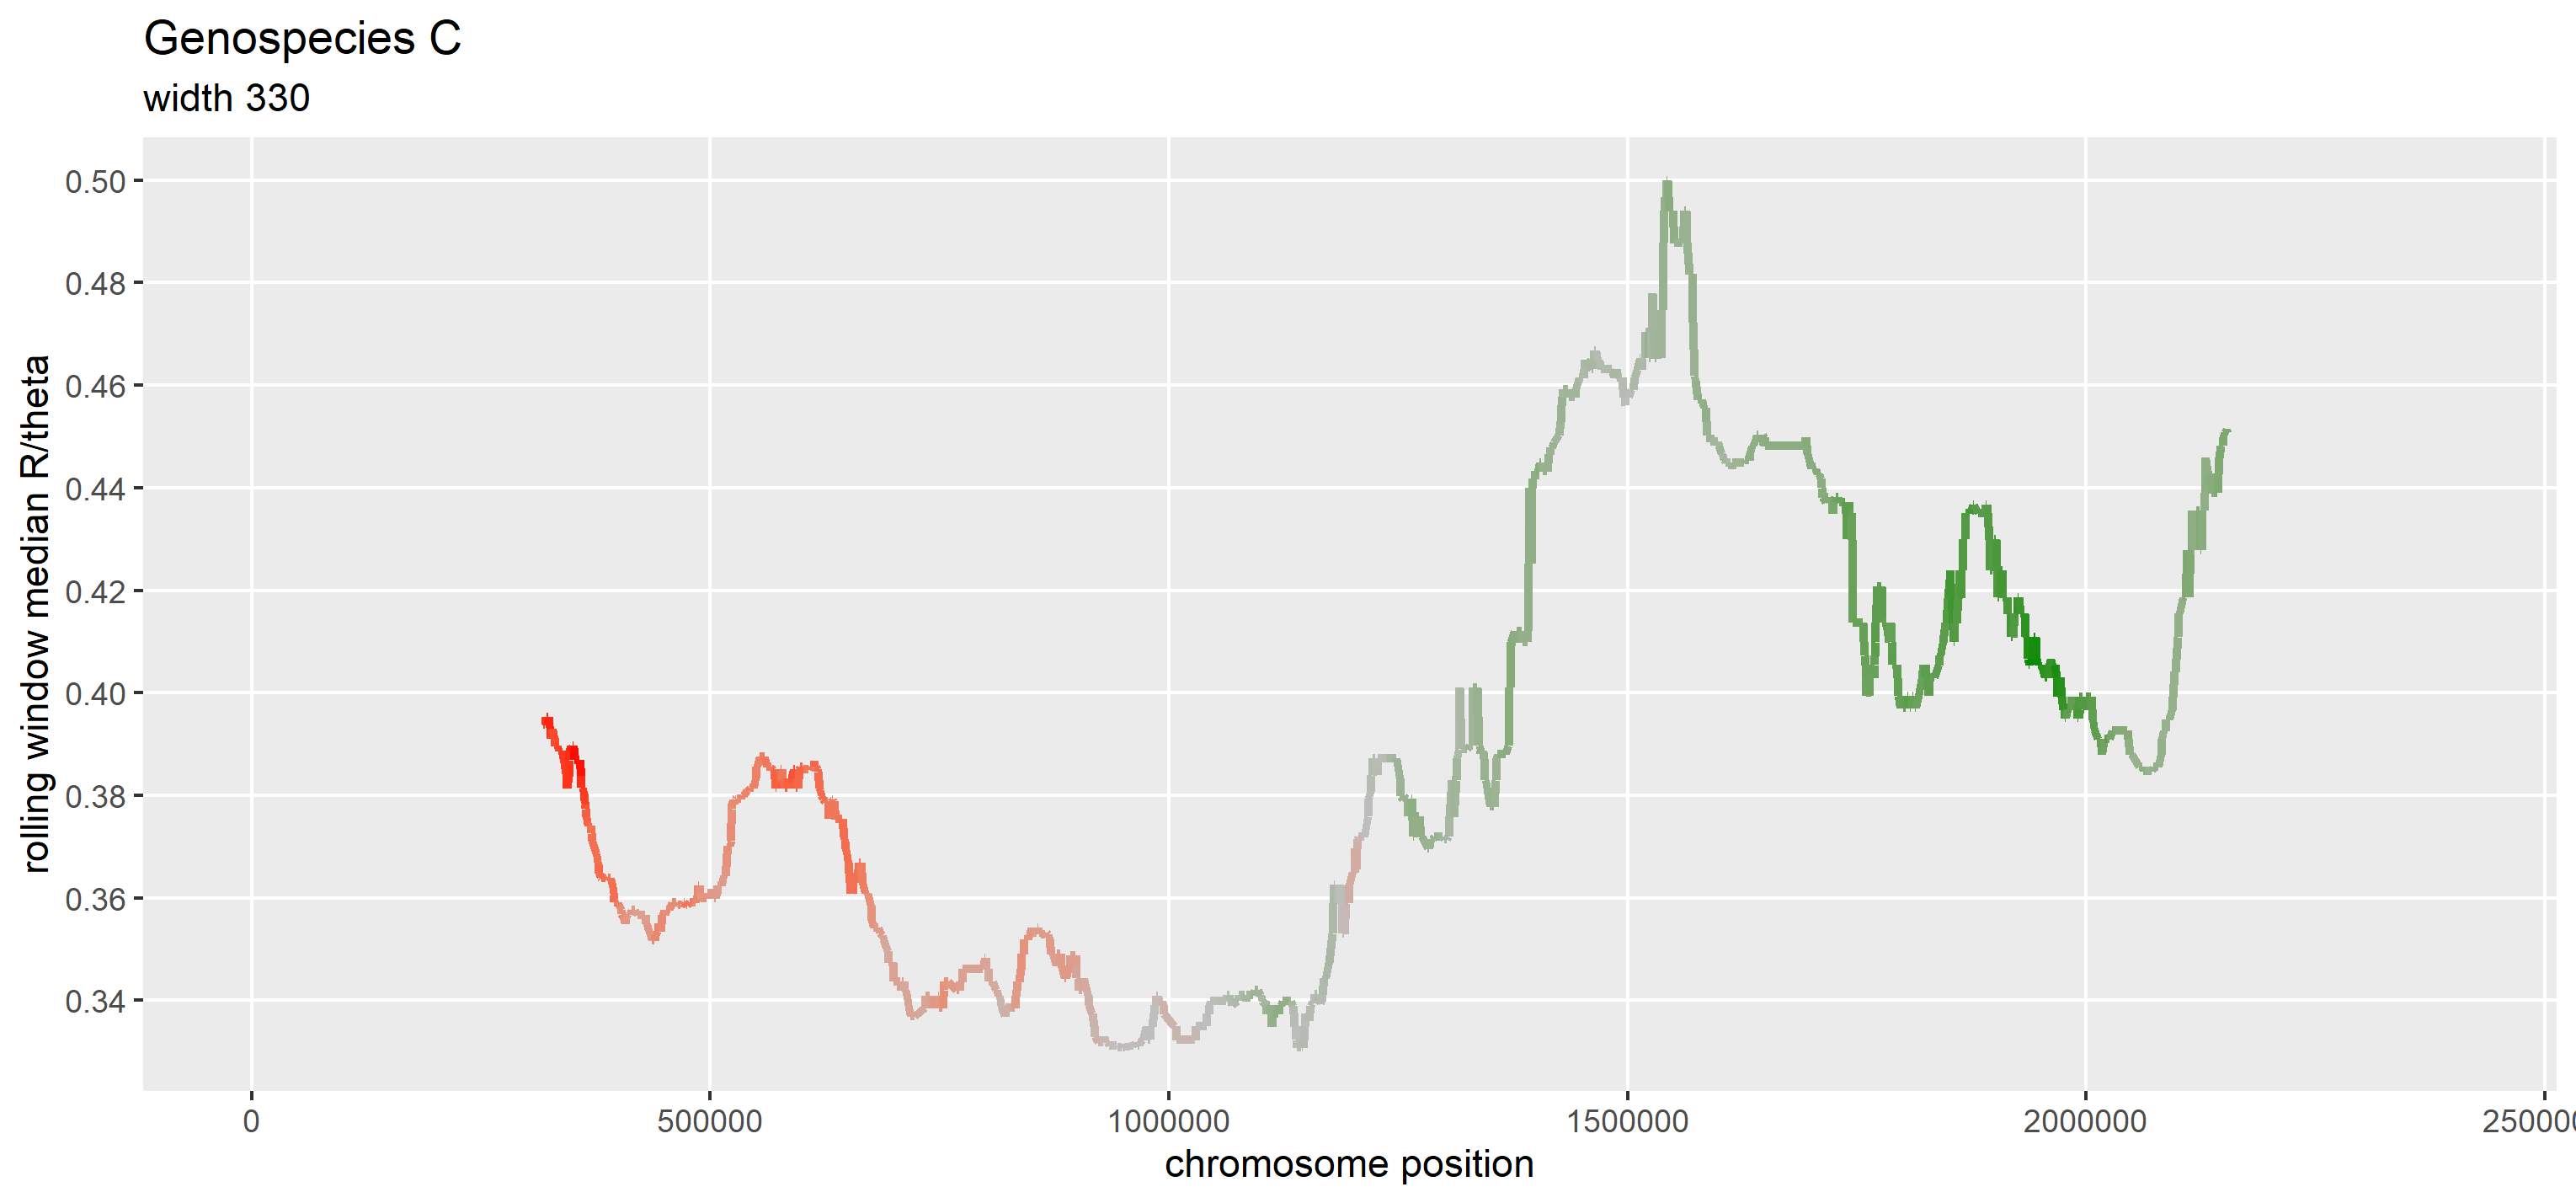 Genospecies C
width 330
rolling window median R/theta
0.50
0.48
0.46
0.44
0.42
0.40
0.38
0.36
0.34
0 500000 1000000 1500000 2000000 250000
chromosome position